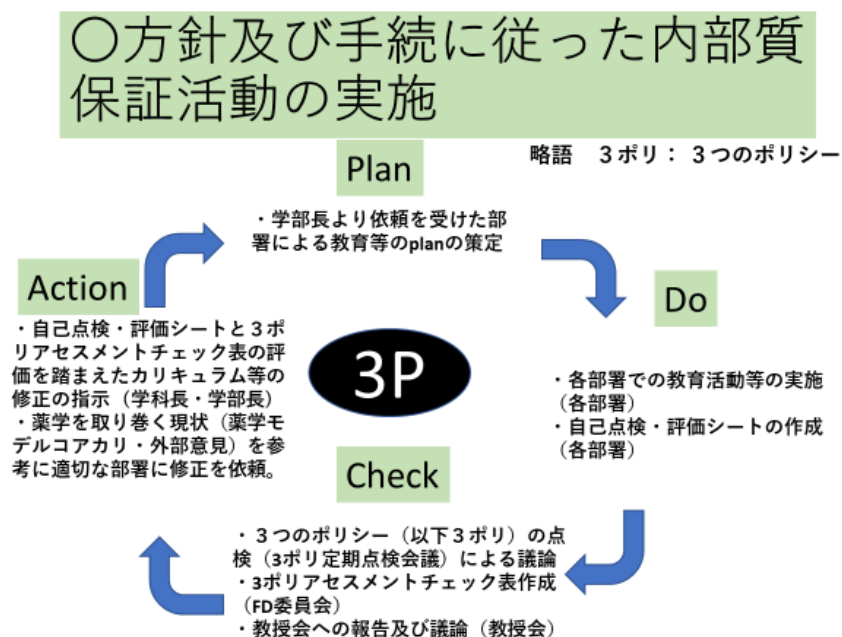 〇方針及び手続に従った内部質
保証活動の実施
略語　３ポリ： ３つのポリシー
Plan
・学部長より依頼を受けた部
署による教育等のplanの策定
Action
・自己点検・評価シートと３ポ
リアセスメントチェック表の評
価を踏まえたカリキュラム等の
修正の指示（学科長・学部長）
・薬学を取り巻く現状（薬学モ
デルコアカリ・外部意見）を参
考に適切な部署に修正を依頼。
3P
Do
・各部署での教育活動等の実施
（各部署）
・自己点検・評価シートの作成
（各部署）
Check
・３つのポリシー（以下３ポリ）の点
検（3ポリ定期点検会議）による議論
・3ポリアセスメントチェック表作成
（FD委員会）
・教授会への報告及び議論（教授会）